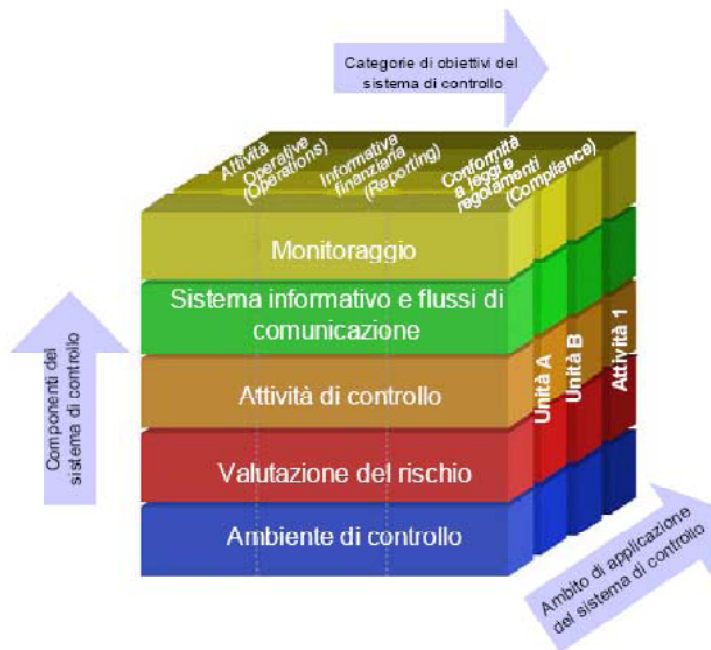 Categorie di obiettivi del
sistema di controllo
Attività
Operative
(Operations)
Informativa
finanziaria
(Reporting)
Conformità
a leggi e
regolamenti
(Compliance)
Monitoraggio
Sistema informativo e flussi di
comunicazione
Attività di controllo
Valutazione del rischio
Ambiente di controllo
Unità A
Unità B
Attività 1
Componenti del
sistema di controllo
Ambito di applicazione
del sistema di controllo